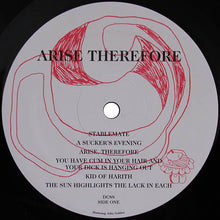 ARISE THEREFORE
STABLEMATE
A SUCKER'S EVENING
ARISE, THEREFORE
YOU HAVE CUM IN YOUR HAIR AND
YOUR DICK IS HANGING OUT
KID OF HARITH
THE SUN HIGHLIGHTS THE LACK IN EACH
DC88
SIDE ONE